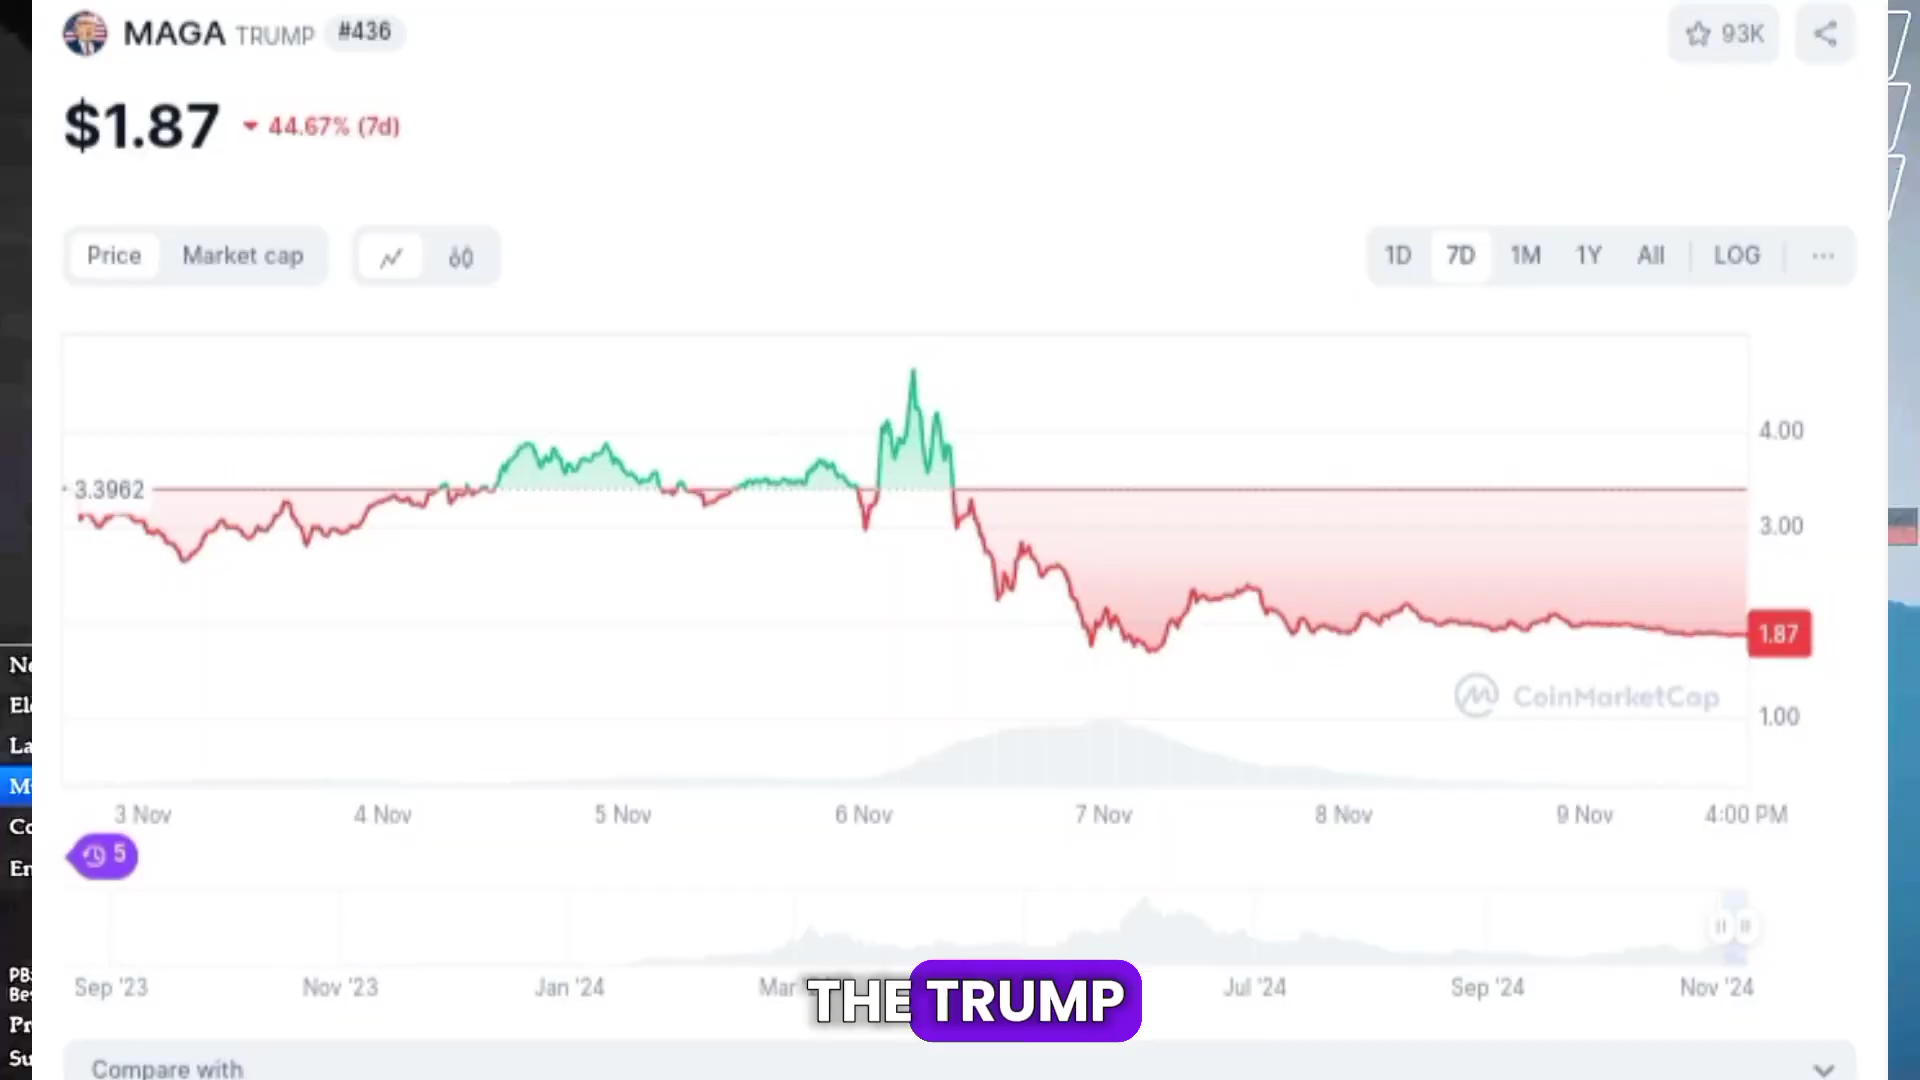 MAGA TRUMP #436
93K
$1.87 44.67% (7d)
Price Market cap
1D 7D 1M 1Y All LOG ...
4.00
3.3962
3.00
1.87
CoinMarketCap
1.00
3 Nov 4 Nov 5 Nov 6 Nov 7 Nov 8 Nov 9 Nov 4:00 PM
5
Sep '23 Nov '23 Jan '24 Mar Jul '24 Sep '24 Nov '24
THE TRUMP
Compare with